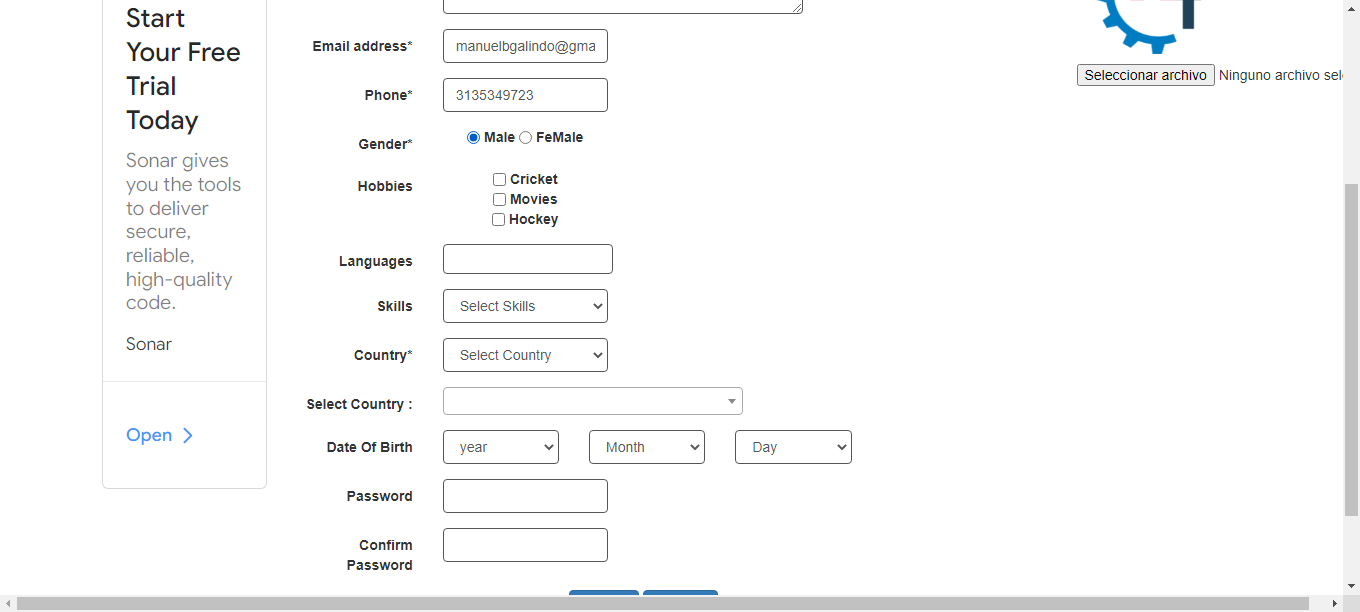 Start
Your Free
Trial
Today
Sonar gives
you the tools
to deliver
secure,
reliable,
high-quality
code.
Sonar
Open
Email address* manuelbgalindo@gma
Phone* 3135349723
Gender* Male FeMale
Hobbies Cricket
Movies
Hockey
Languages
Skills Select Skills
Country* Select Country
Select Country :
Date Of Birth year Month Day
Password
Confirm
Password
Seleccionar archivo Ninguno archivo sel